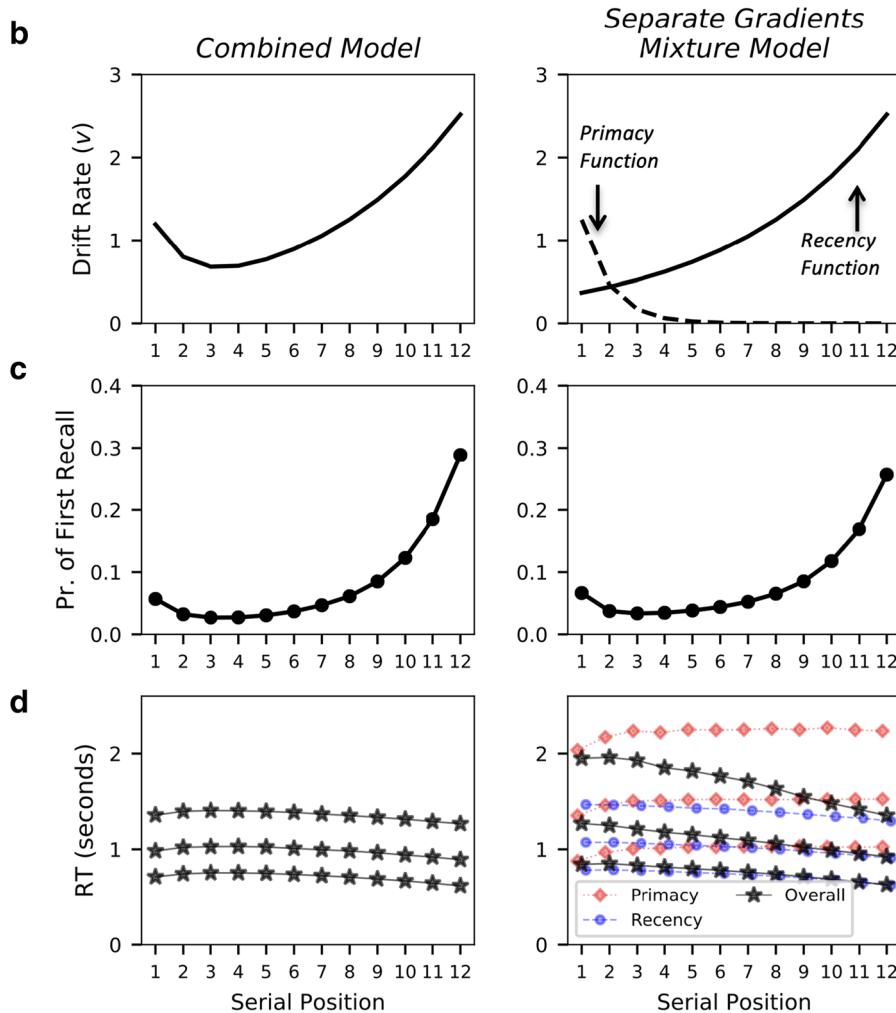 b
Combined Model
Separate Gradients
Mixture Model
Drift Rate (v)
3
2
1
0
1 2 3 4 5 6 7 8 9 10 11 12
3
2
1
0
Primacy
Function
Recency
Function
1 2 3 4 5 6 7 8 9 10 11 12
c
Pr. of First Recall
0.4
0.3
0.2
0.1
0.0
1 2 3 4 5 6 7 8 9 10 11 12
0.4
0.3
0.2
0.1
0.0
1 2 3 4 5 6 7 8 9 10 11 12
d
RT (seconds)
2
1
0
1 2 3 4 5 6 7 8 9 10 11 12
Serial Position
2
1
0
Primacy
Recency
Overall
1 2 3 4 5 6 7 8 9 10 11 12
Serial Position